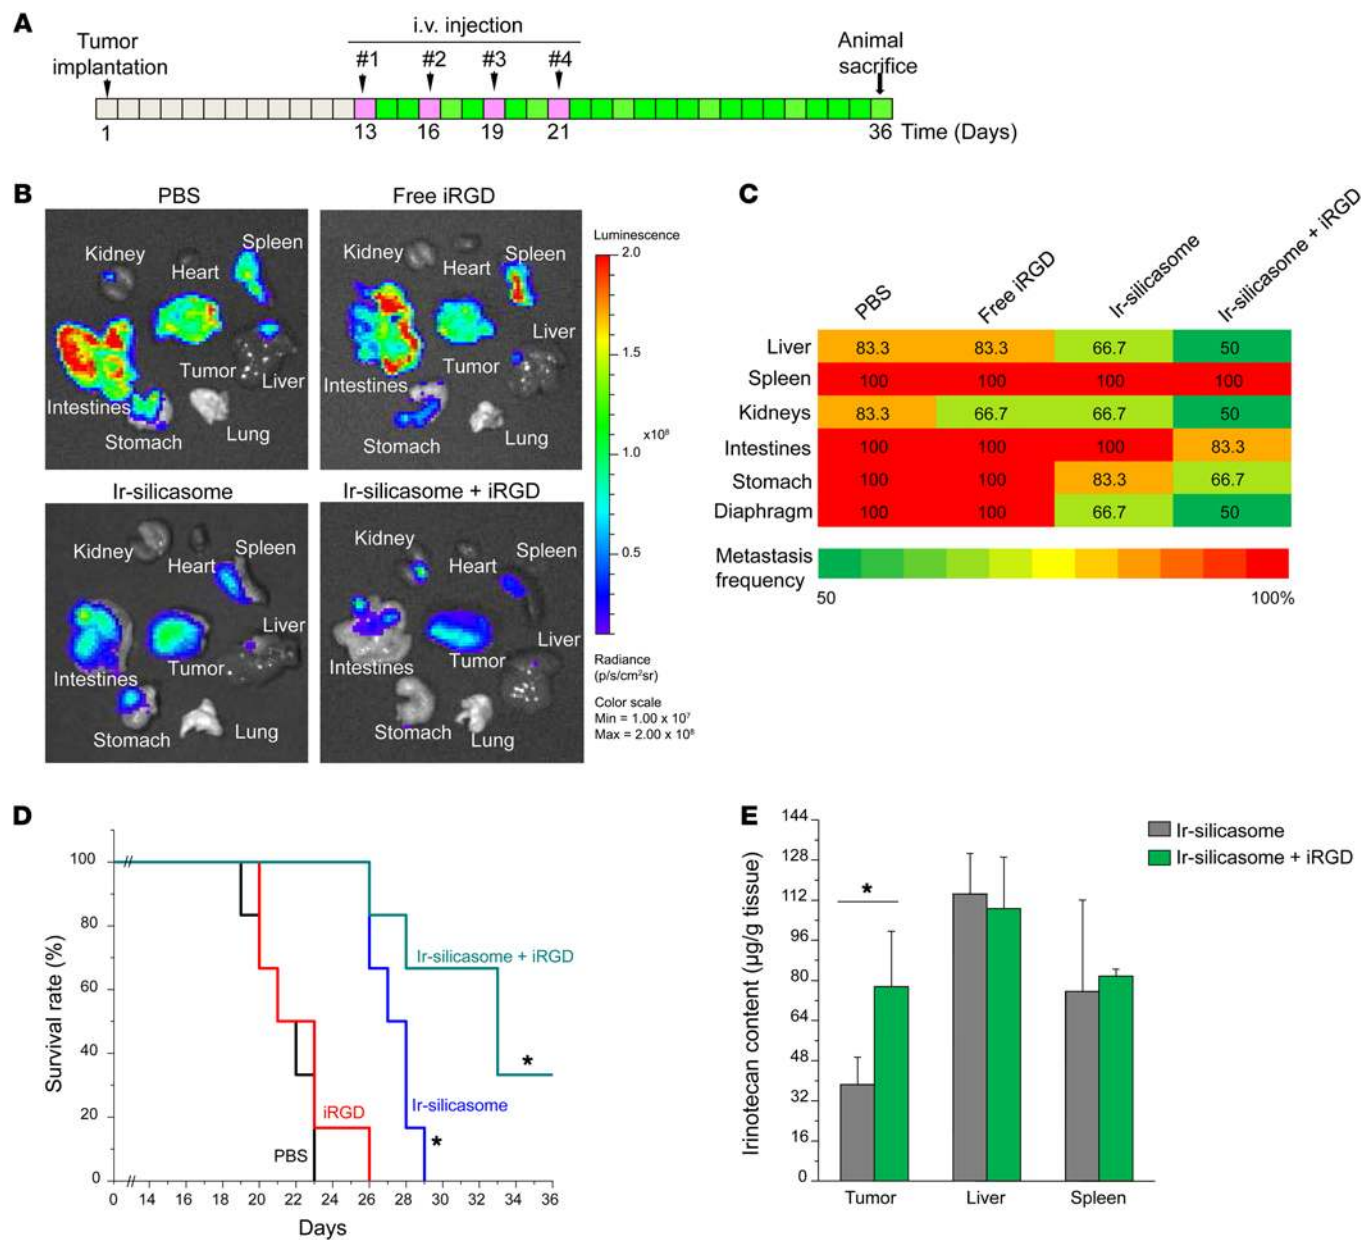 A
Tumor
implantation
i.v. injection
#1 #2 #3 #4
Animal
sacrifice
1 13 16 19 21 36 Time (Days)
B
PBS
Kidney
Heart
Spleen
Tumor
Liver
Intestines
Stomach
Lung
Free iRGD
Kidney
Heart
Spleen
Liver
Tumor
Intestines
Stomach
Lung
Ir-silicasome
Kidney
Heart
Spleen
Liver
Tumor
Intestines
Stomach
Lung
Ir-silicasome + iRGD
Kidney
Heart
Spleen
Liver
Tumor
Intestines
Stomach
Lung
Luminescence
2.0
1.5
x10⁸
1.0
0.5
Radiance
(p/s/cm²sr)
Color scale
Min = 1.00 x 10⁷
Max = 2.00 x 10⁸
C
PBS Free iRGD Ir-silicasome Ir-silicasome + iRGD
Liver 83.3 83.3 66.7 50
Spleen 100 100 100 100
Kidneys 83.3 66.7 66.7 50
Intestines 100 100 100 83.3
Stomach 100 100 83.3 66.7
Diaphragm 100 100 66.7 50
Metastasis
frequency
50 100%
D
Survival rate (%)
100
80
60
40
20
0
Ir-silicasome + iRGD
*
Ir-silicasome
*
iRGD
PBS
0 14 16 18 20 22 24 26 28 30 32 34 36
Days
E
Irinotecan content (µg/g tissue)
144
128
112
96
80
64
48
32
16
0
*
Ir-silicasome
Ir-silicasome + iRGD
Tumor Liver Spleen